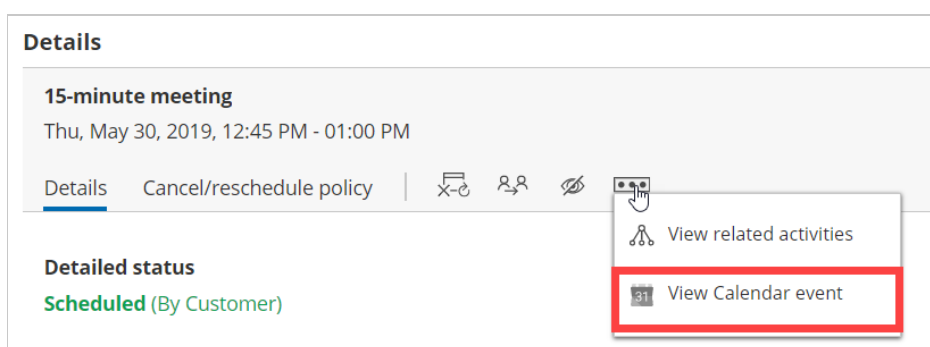 Details
15-minute meeting
Thu, May 30, 2019, 12:45 PM - 01:00 PM
Details Cancel/reschedule policy
View related activities
Detailed status
31 View Calendar event
Scheduled (By Customer)